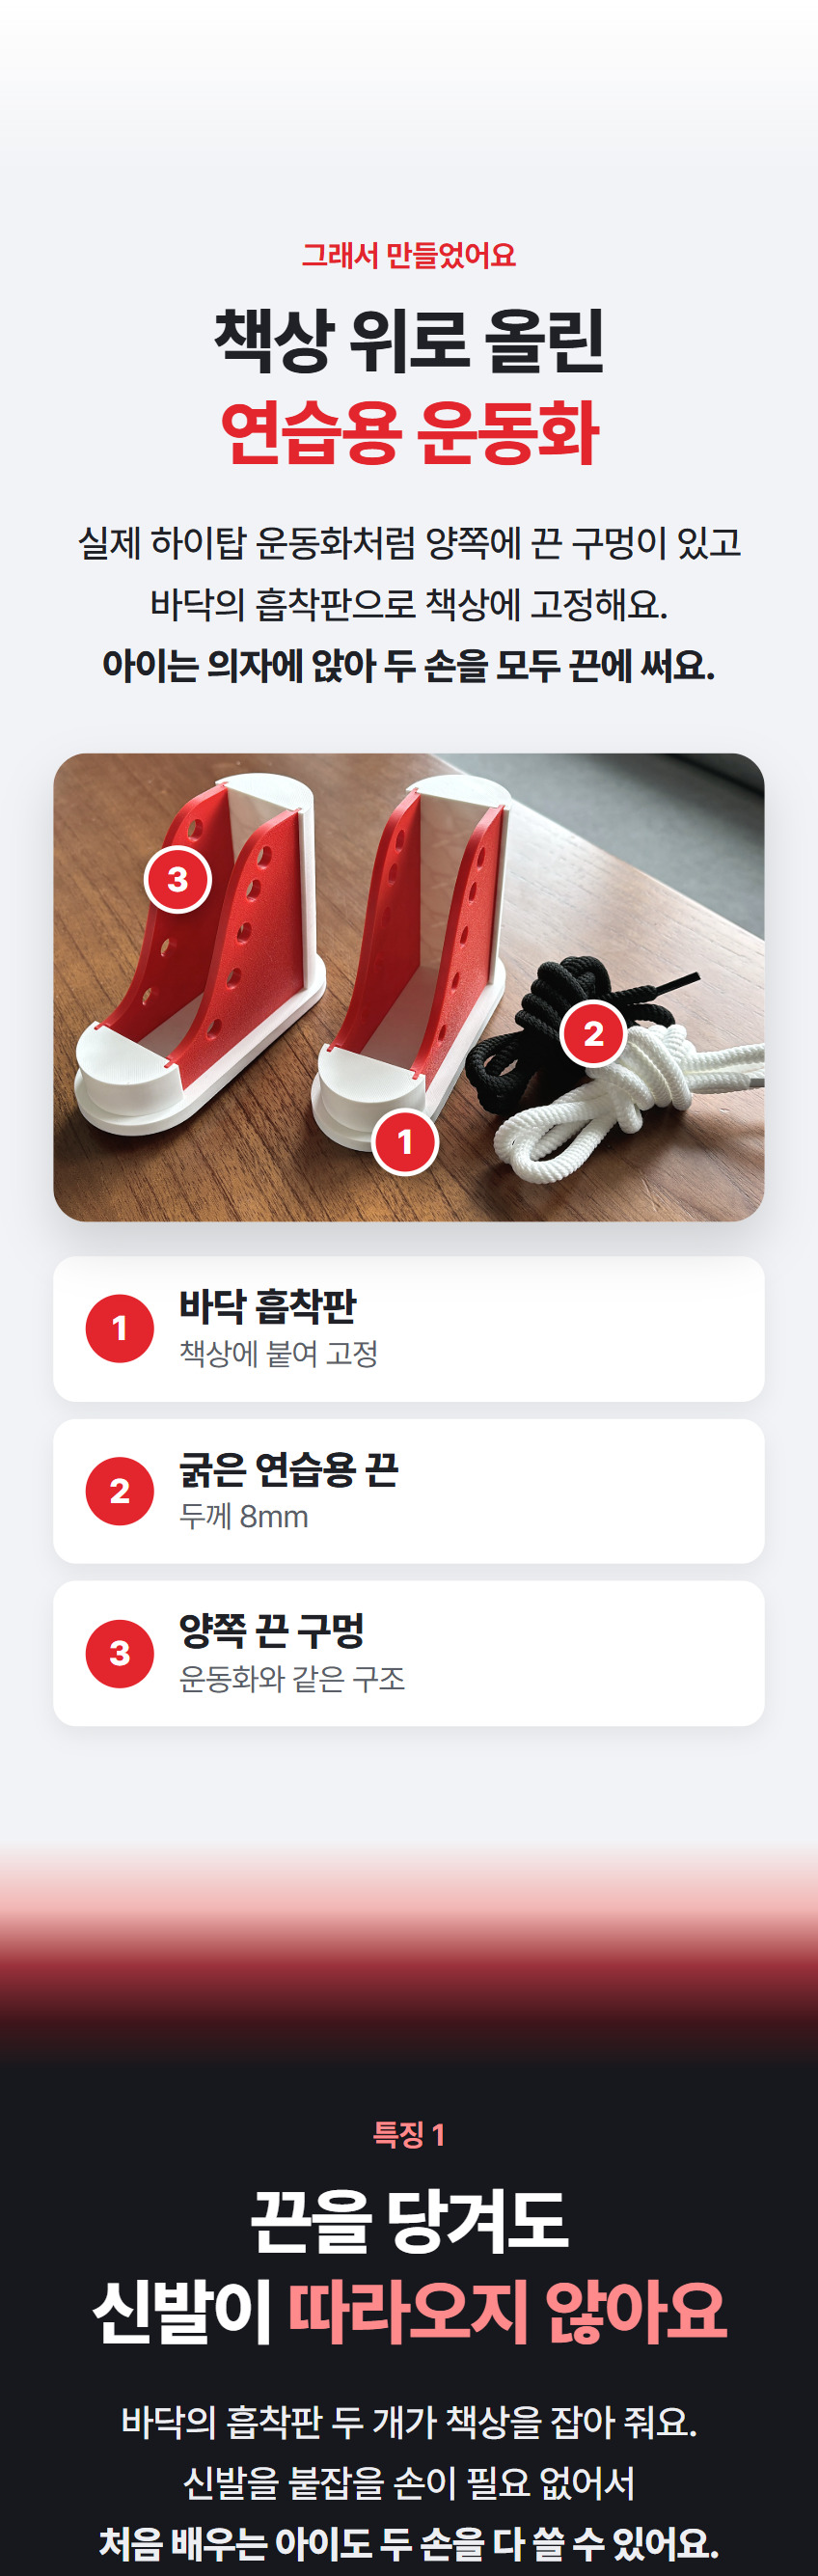 그래서 만들었어요
책상 위로 올린
연습용 운동화
실제 하이탑 운동화처럼 양쪽에 끈 구멍이 있고
바닥의 흡착판으로 책상에 고정해요.
아이는 의자에 앉아 두 손을 모두 끈에 써요.
3
2
1
1
바닥 흡착판
책상에 붙여 고정
2
굵은 연습용 끈
두께 8mm
3
양쪽 끈 구멍
운동화와 같은 구조
특징 1
끈을 당겨도
신발이 따라오지 않아요
바닥의 흡착판 두 개가 책상을 잡아 줘요.
신발을 붙잡을 손이 필요 없어서
처음 배우는 아이도 두 손을 다 쓸 수 있어요.